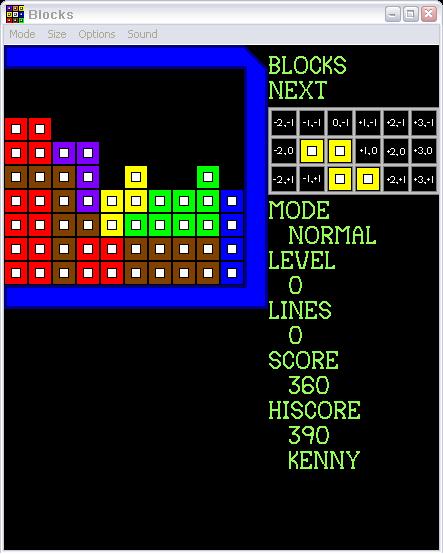 Blocks
Mode Size Options Sound
BLOCKS
NEXT
-2,-1 -1,-1 0,-1 +1,-1 +2,-1 +3,-1
-2,0 +1,0 +2,0 +3,0
-2,+1 -1,+1 +2,+1 +3,+1
MODE
NORMAL
LEVEL
0
LINES
0
SCORE
360
HISCORE
390
KENNY